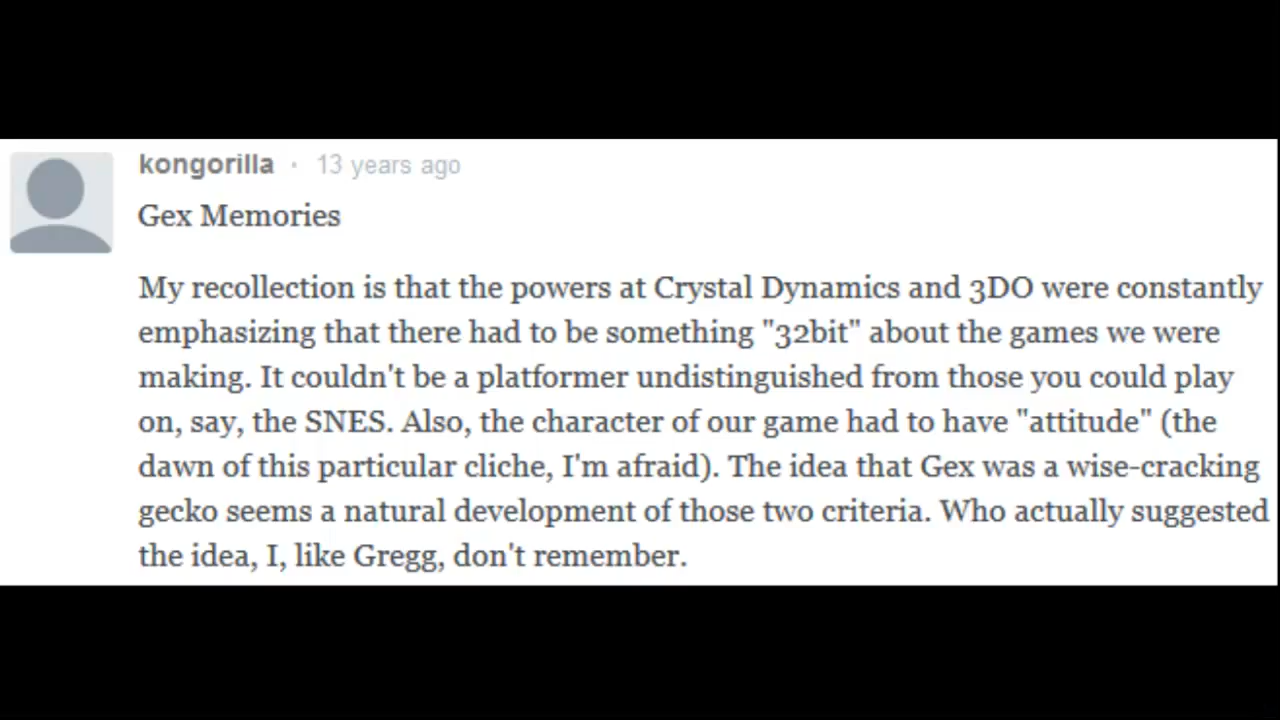 kongorilla · 13 years ago
Gex Memories
My recollection is that the powers at Crystal Dynamics and 3DO were constantly
emphasizing that there had to be something "32bit" about the games we were
making. It couldn't be a platformer undistinguished from those you could play
on, say, the SNES. Also, the character of our game had to have "attitude" (the
dawn of this particular cliche, I'm afraid). The idea that Gex was a wise-cracking
gecko seems a natural development of those two criteria. Who actually suggested
the idea, I, like Gregg, don't remember.